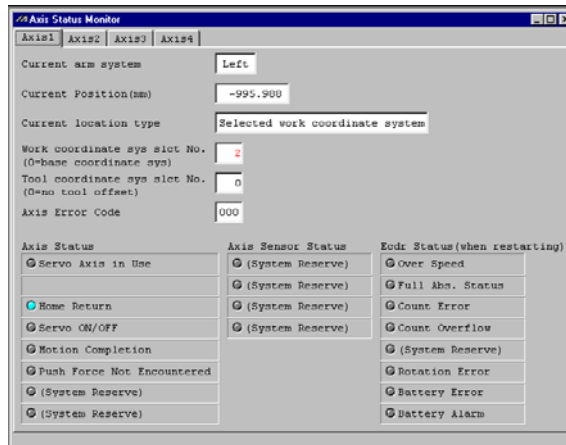 Axis Status Monitor
Axis1 Axis2 Axis3 Axis4
Current arm system Left
Current Position(mm) -995.988
Current location type Selected work coordinate system
Work coordinate sys slct No. 2
(0=base coordinate sys)
Tool coordinate sys slct No. 0
(0=no tool offset)
Axis Error Code 000
Axis Status Axis Sensor Status Ecdr Status(when restarting)
Servo Axis in Use (System Reserve) Over Speed
(System Reserve) Full Abs. Status
Home Return (System Reserve) Count Error
Servo ON/OFF (System Reserve) Count Overflow
Motion Completion (System Reserve)
Push Force Not Encountered Rotation Error
(System Reserve) Battery Error
(System Reserve) Battery Alarm